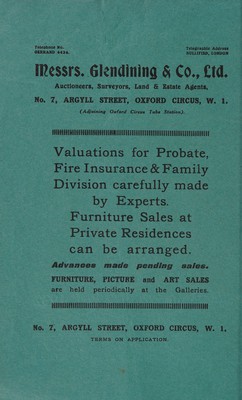 Telephone No.
GERRARD 4424.
Telegraphic Address
DULLITER, LONDON
Messrs. Glendining & Co., Ltd.
Auctioneers, Surveyors, Land & Estate Agents,
No. 7, ARGYLL STREET, OXFORD CIRCUS, W. 1.
(Adjoining Oxford Circus Tube Station).
Valuations for Probate,
Fire Insurance & Family
Division carefully made
by Experts.
Furniture Sales at
Private Residences
can be arranged.
Advances made pending sales.
FURNITURE, PICTURE and ART SALES
are held periodically at the Galleries.
No. 7, ARGYLL STREET, OXFORD CIRCUS, W. 1.
TERMS ON APPLICATION.